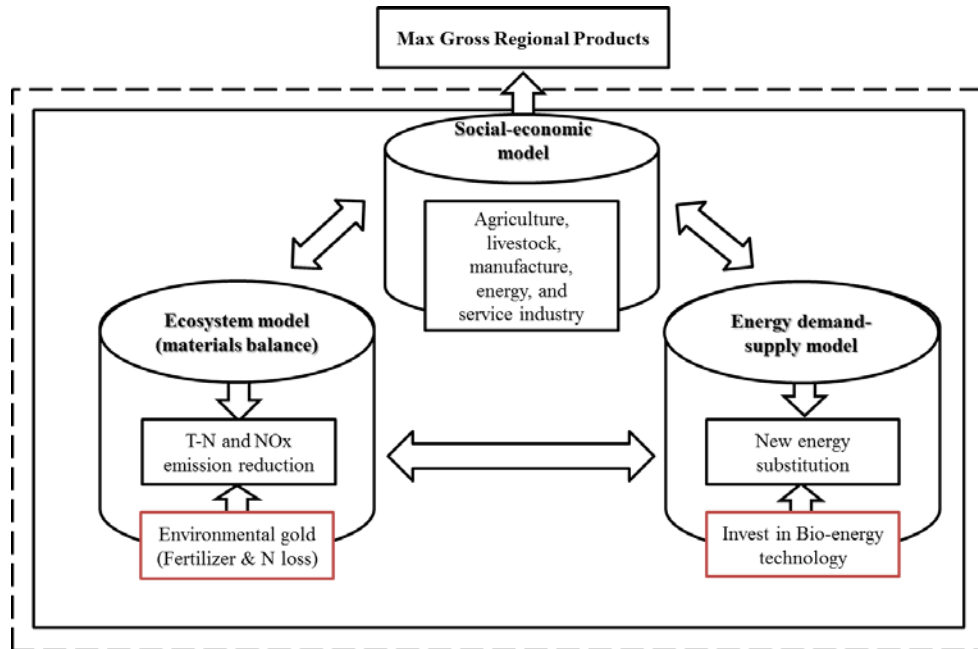 Max Gross Regional Products
Social-economic
model
Agriculture,
livestock,
manufacture,
energy, and
service industry
Ecosystem model
(materials balance)
T-N and NOx
emission reduction
Environmental gold
(Fertilizer & N loss)
Energy demand-
supply model
New energy
substitution
Invest in Bio-energy
technology